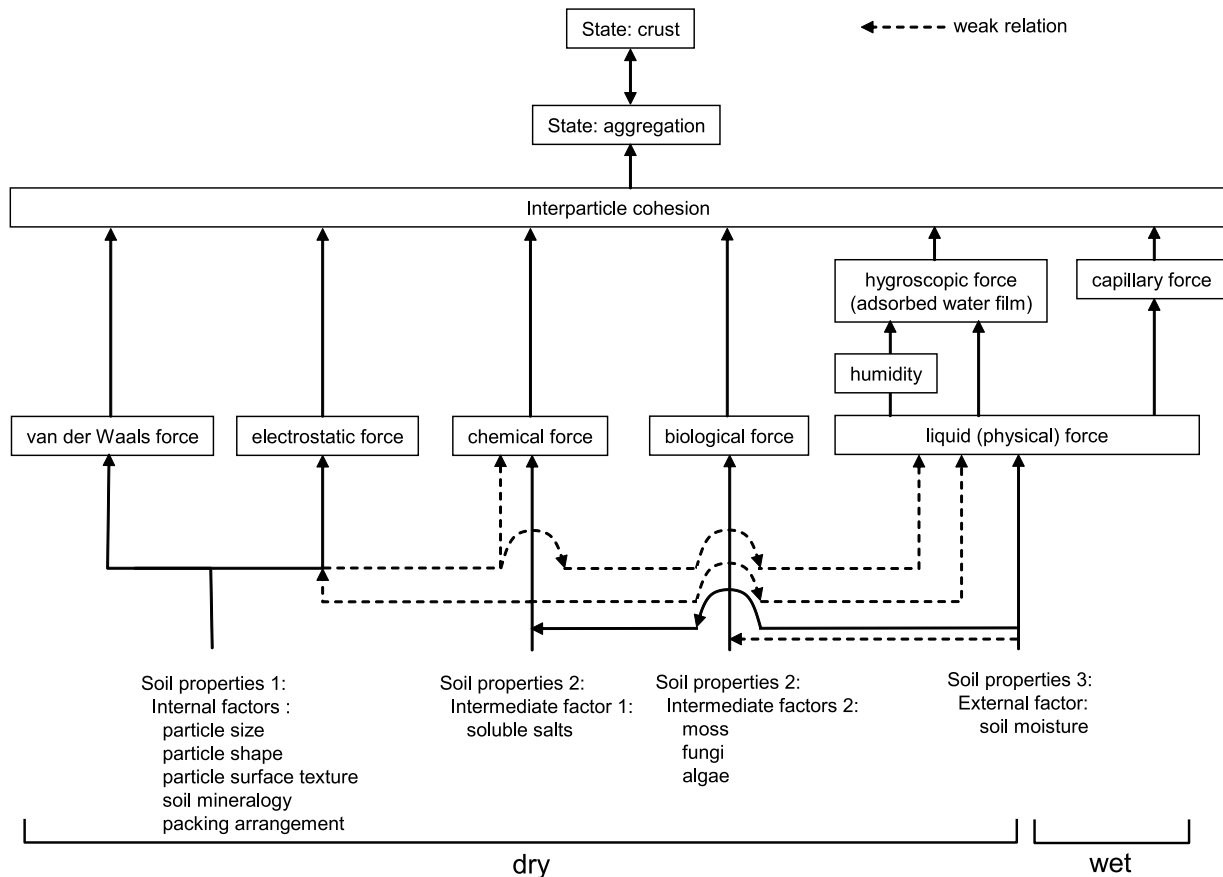 State: crust
weak relation
State: aggregation
Interparticle cohesion
hygroscopic force
(adsorbed water film)
capillary force
humidity
van der Waals force
electrostatic force
chemical force
biological force
liquid (physical) force
Soil properties 1:
Internal factors :
particle size
particle shape
particle surface texture
soil mineralogy
packing arrangement
Soil properties 2:
Intermediate factor 1:
soluble salts
Soil properties 2:
Intermediate factors 2:
moss
fungi
algae
Soil properties 3:
External factor:
soil moisture
dry
wet